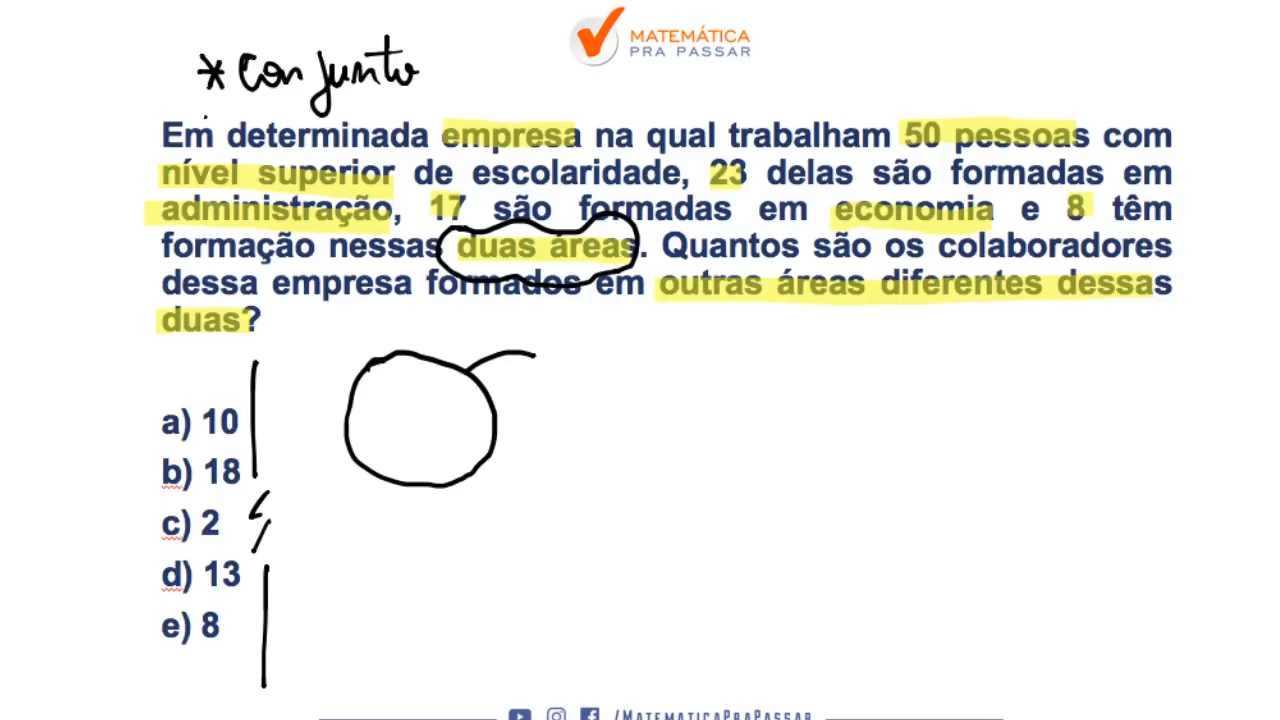 MATEMÁTICA
PRA PASSAR
* Conjunto
Em determinada empresa na qual trabalham 50 pessoas com
nível superior de escolaridade, 23 delas são formadas em
administração, 17 são formadas em economia e 8 têm
formação nessas duas áreas. Quantos são os colaboradores
dessa empresa formados em outras áreas diferentes dessas
duas?
a) 10
b) 18
c) 2
d) 13
e) 8
/MATEMATICAPRAPASSAR